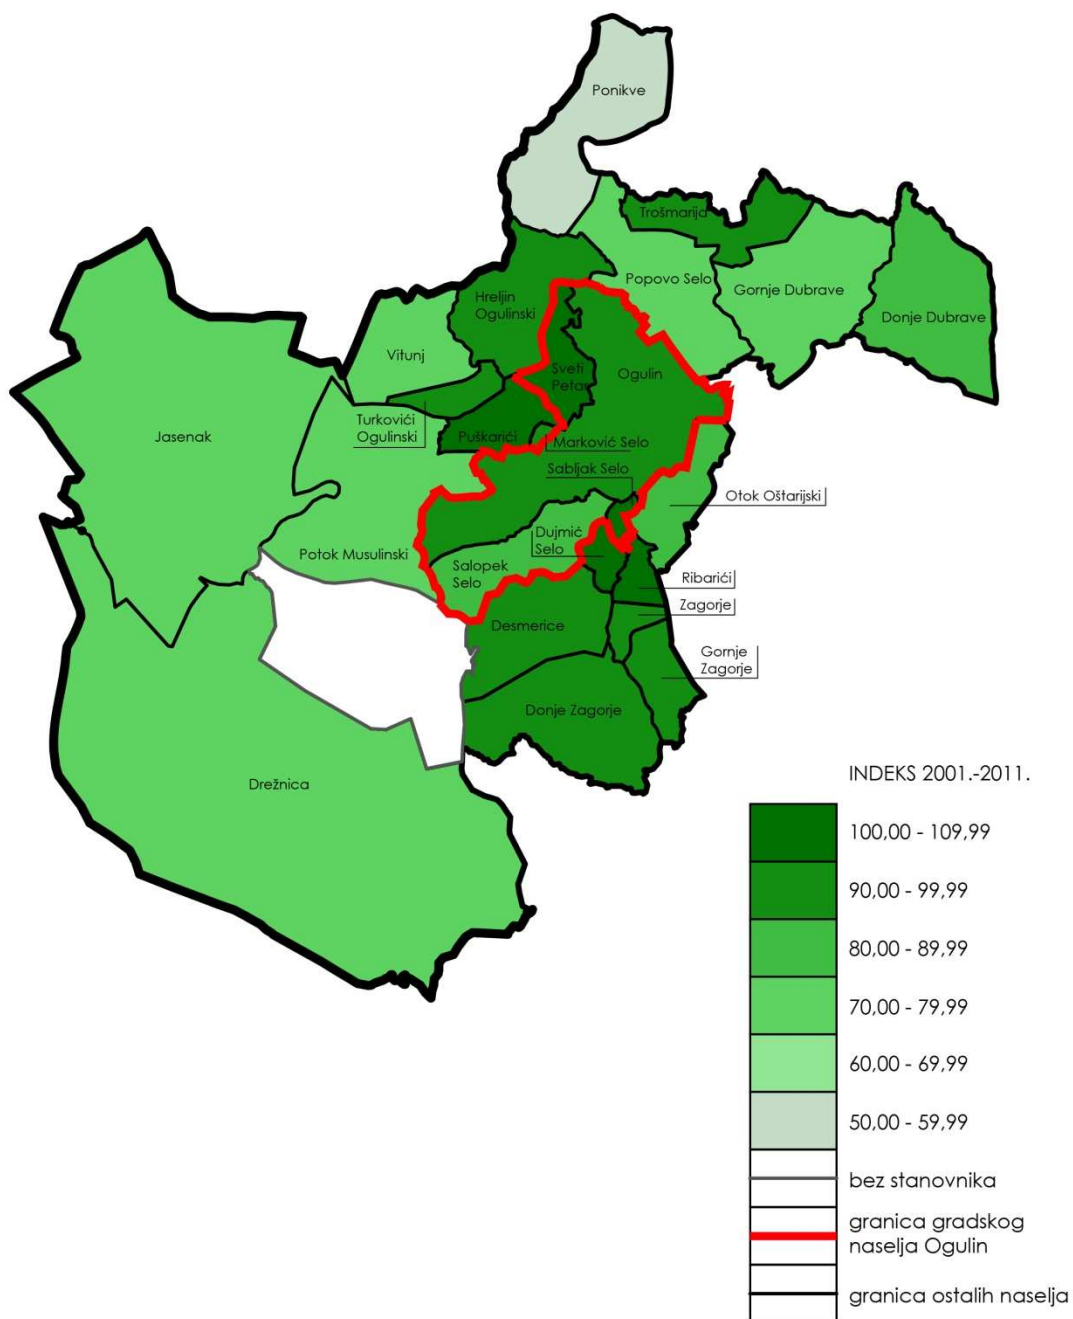 Ponikve
Trošmarija
Popovo Selo
Gornje Dubrave
Donje Dubrave
Hreljin
Ogulinski
Vitunj
Sveti
Petar
Ogulin
Jasenak
Turkovići
Ogulinski
Puškarići
Marković Selo
Sabljak Selo
Otok Oštarijski
Dujmić
Selo
Potok Musulinski
Salopek
Selo
Ribarići
Zagorje
Desmerice
Gornje
Zagorje
Donje Zagorje
Drežnica
INDEKS 2001.-2011.
100,00 - 109,99
90,00 - 99,99
80,00 - 89,99
70,00 - 79,99
60,00 - 69,99
50,00 - 59,99
bez stanovnika
granica gradskog
naselja Ogulin
granica ostalih naselja